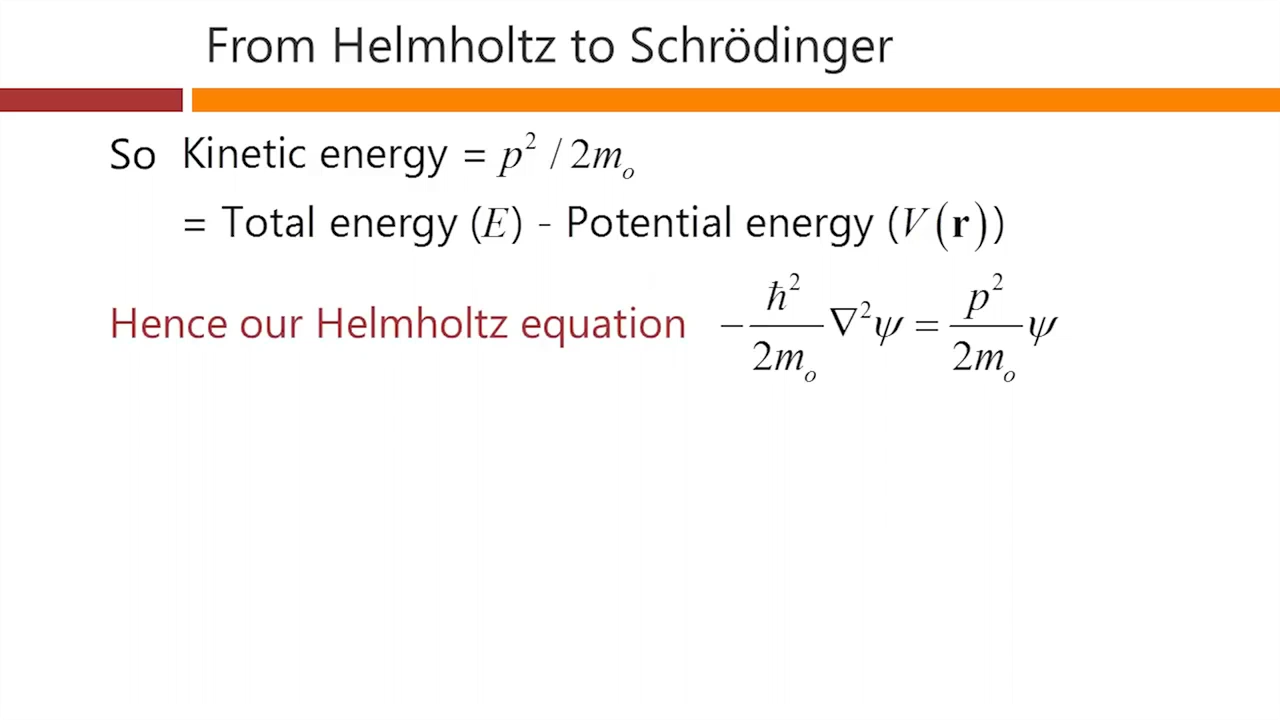 From Helmholtz to Schrödinger
So Kinetic energy = p² / 2mₒ
= Total energy (E) - Potential energy (V(r))
Hence our Helmholtz equation −ħ²/2mₒ ∇²ψ = p²/2mₒ ψ